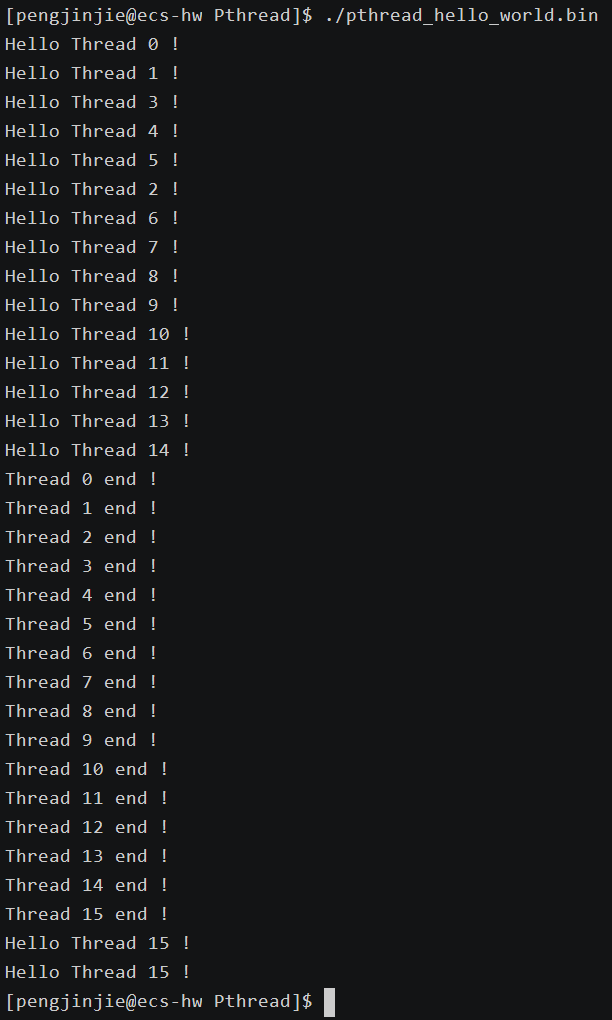 [pengjinjie@ecs-hw Pthread]$ ./pthread_hello_world.bin
Hello Thread 0 !
Hello Thread 1 !
Hello Thread 3 !
Hello Thread 4 !
Hello Thread 5 !
Hello Thread 2 !
Hello Thread 6 !
Hello Thread 7 !
Hello Thread 8 !
Hello Thread 9 !
Hello Thread 10 !
Hello Thread 11 !
Hello Thread 12 !
Hello Thread 13 !
Hello Thread 14 !
Thread 0 end !
Thread 1 end !
Thread 2 end !
Thread 3 end !
Thread 4 end !
Thread 5 end !
Thread 6 end !
Thread 7 end !
Thread 8 end !
Thread 9 end !
Thread 10 end !
Thread 11 end !
Thread 12 end !
Thread 13 end !
Thread 14 end !
Thread 15 end !
Hello Thread 15 !
Hello Thread 15 !
[pengjinjie@ecs-hw Pthread]$